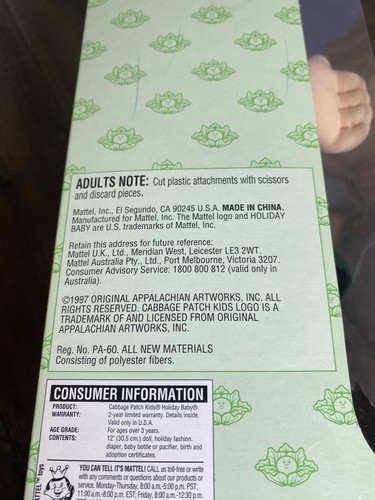 ADULTS NOTE: Cut plastic attachments with scissors
and discard pieces.
Mattel, Inc., El Segundo, CA 90245 U.S.A. MADE IN CHINA.
Manufactured for Mattel, Inc. The Mattel logo and HOLIDAY
BABY are U.S. trademarks of Mattel, Inc.
Retain this address for future reference:
Mattel U.K., Ltd., Meridian West, Leicester LE3 2WT.
Mattel Australia Pty., Ltd., Port Melbourne, Victoria 3207.
Consumer Advisory Service: 1800 800 812 (valid only in
Australia).
©1997 ORIGINAL APPALACHIAN ARTWORKS, INC. ALL
RIGHTS RESERVED. CABBAGE PATCH KIDS LOGO IS A
TRADEMARK OF AND LICENSED FROM ORIGINAL
APPALACHIAN ARTWORKS, INC.
Reg. No. PA-60. ALL NEW MATERIALS
Consisting of polyester fibers.
CONSUMER INFORMATION
PRODUCT: Cabbage Patch Kids® Holiday Baby®
WARRANTY: 2-year limited warranty. Details inside.
Valid only in U.S.A.
AGE GRADE: For ages over 3 years.
CONTENTS: 12" (30.5 cm.) doll, holiday fashion,
diaper, baby bottle or pacifier, birth and
adoption certificates.
YOU CAN TELL IT'S MATTEL! CALL us toll-free or write
with any comments or questions about our products or
service. Monday-Thursday, 8:00 a.m.-5:00 p.m. PST;
11:00 a.m.-8:00 p.m. EST; Friday, 8:00 a.m.-12:30 p.m.